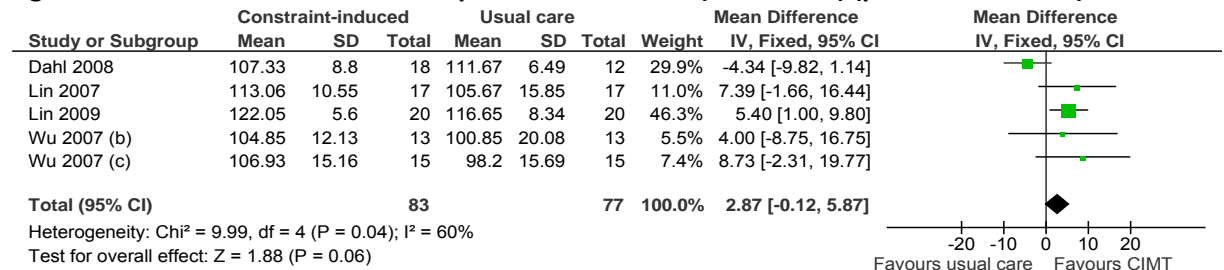 Constraint-induced Usual care Mean Difference Mean Difference
Study or Subgroup Mean SD Total Mean SD Total Weight IV, Fixed, 95% CI IV, Fixed, 95% CI
Dahl 2008 107.33 8.8 18 111.67 6.49 12 29.9% -4.34 [-9.82, 1.14]
Lin 2007 113.06 10.55 17 105.67 15.85 17 11.0% 7.39 [-1.66, 16.44]
Lin 2009 122.05 5.6 20 116.65 8.34 20 46.3% 5.40 [1.00, 9.80]
Wu 2007 (b) 104.85 12.13 13 100.85 20.08 13 5.5% 4.00 [-8.75, 16.75]
Wu 2007 (c) 106.93 15.16 15 98.2 15.69 15 7.4% 8.73 [-2.31, 19.77]
Total (95% CI) 83 77 100.0% 2.87 [-0.12, 5.87]
Heterogeneity: Chi² = 9.99, df = 4 (P = 0.04); I² = 60%
Test for overall effect: Z = 1.88 (P = 0.06)
-20 -10 0 10 20
Favours usual care Favours CIMT